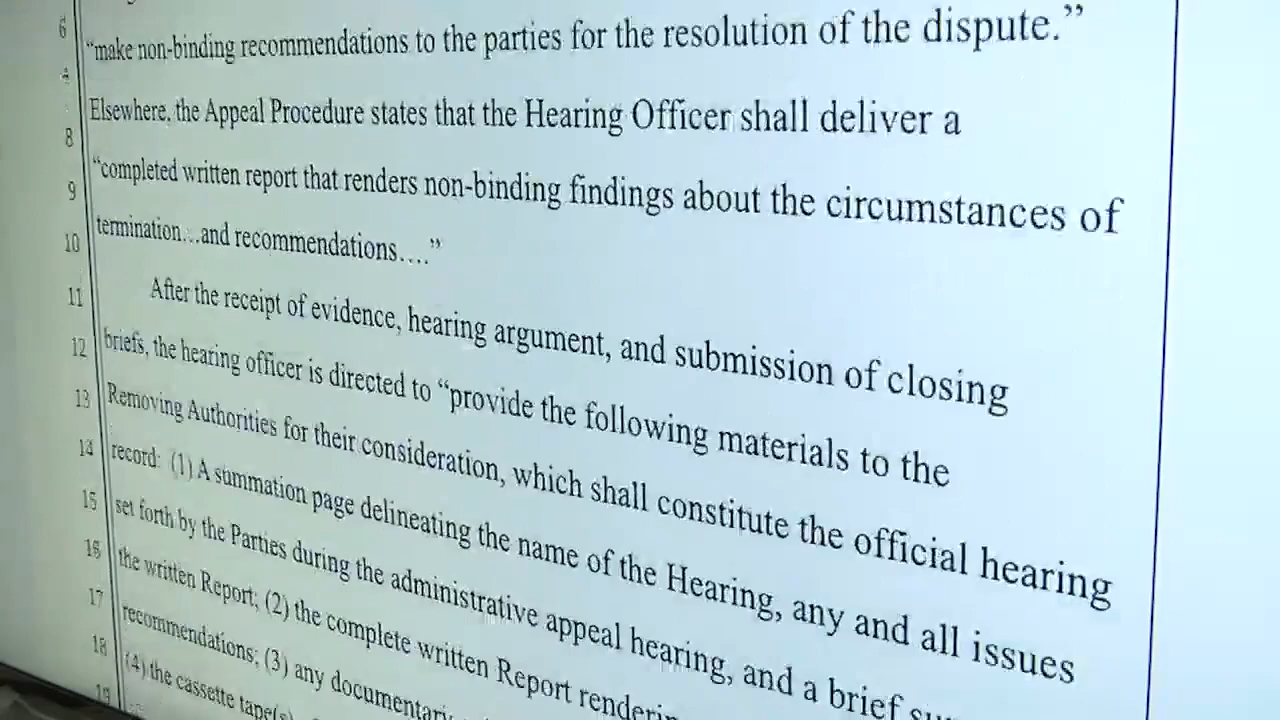 6 “make non-binding recommendations to the parties for the resolution of the dispute.”
Elsewhere, the Appeal Procedure states that the Hearing Officer shall deliver a
8 “completed written report that renders non-binding findings about the circumstances of
9 termination…and recommendations….”
10
11 After the receipt of evidence, hearing argument, and submission of closing
12 briefs, the hearing officer is directed to “provide the following materials to the
13 Removing Authorities for their consideration, which shall constitute the official hearing
14 record: (1) A summation page delineating the name of the Hearing, any and all issues
15 set forth by the Parties during the administrative appeal hearing, and a brief
16 the written Report; (2) the complete written Report
17 recommendations; (3) any
18 (4) the cassette
19